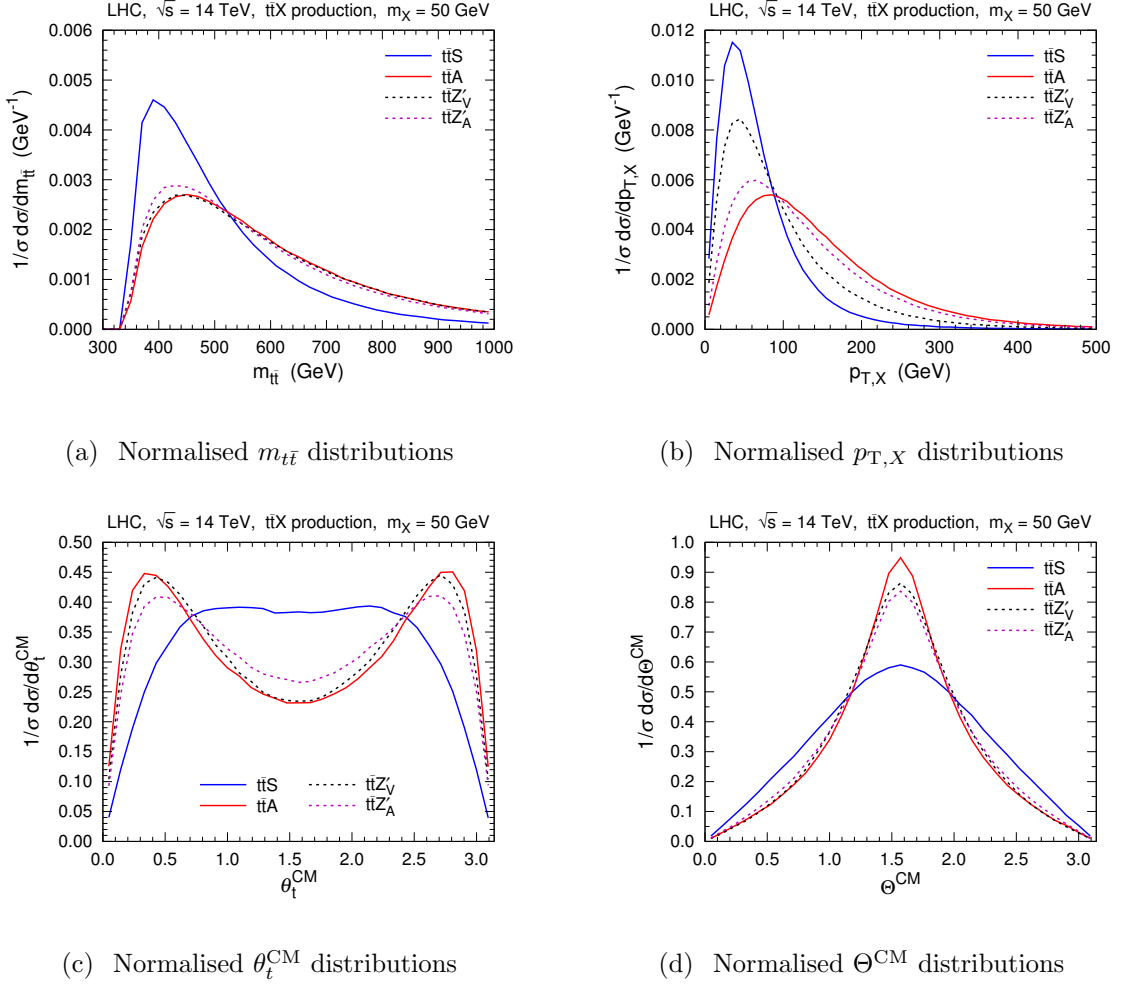 LHC, √s = 14 TeV, tt̄X production, m_X = 50 GeV
0.006
0.005
0.004
0.003
0.002
0.001
0.000
1/σ dσ/dm_tt̄ (GeV⁻¹)
tt̄S
tt̄A
tt̄Z′_V
tt̄Z′_A
300 400 500 600 700 800 900 1000
m_tt̄ (GeV)
(a) Normalised m_tt̄ distributions
LHC, √s = 14 TeV, tt̄X production, m_X = 50 GeV
0.012
0.010
0.008
0.006
0.004
0.002
0.000
1/σ dσ/dp_T,X (GeV⁻¹)
tt̄S
tt̄A
tt̄Z′_V
tt̄Z′_A
0 100 200 300 400 500
p_T,X (GeV)
(b) Normalised p_T,X distributions
LHC, √s = 14 TeV, tt̄X production, m_X = 50 GeV
0.50
0.45
0.40
0.35
0.30
0.25
0.20
0.15
0.10
0.05
0.00
1/σ dσ/dθ_t^CM
tt̄S tt̄Z′_V
tt̄A tt̄Z′_A
0.0 0.5 1.0 1.5 2.0 2.5 3.0
θ_t^CM
(c) Normalised θ_t^CM distributions
LHC, √s = 14 TeV, tt̄X production, m_X = 50 GeV
1.0
0.9
0.8
0.7
0.6
0.5
0.4
0.3
0.2
0.1
0.0
1/σ dσ/dΘ^CM
tt̄S
tt̄A
tt̄Z′_V
tt̄Z′_A
0.0 0.5 1.0 1.5 2.0 2.5 3.0
Θ^CM
(d) Normalised Θ^CM distributions